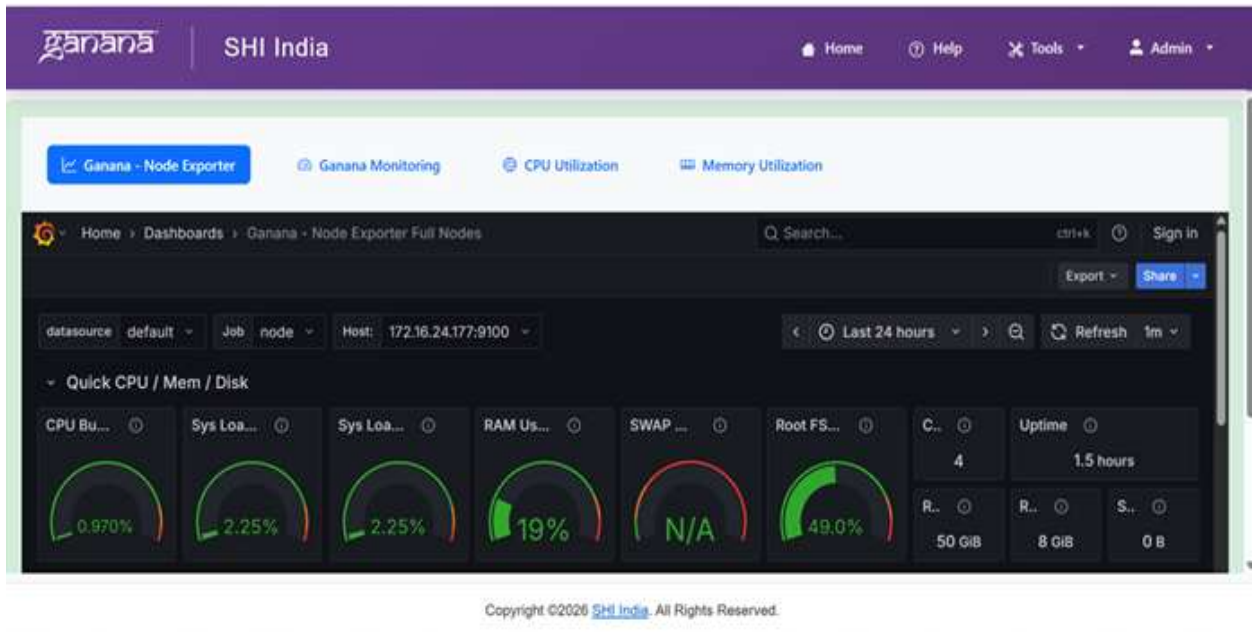 ganana SHI India Home Help Tools Admin
Ganana - Node Exporter Ganana Monitoring CPU Utilization Memory Utilization
Home › Dashboards › Ganana - Node Exporter Full Nodes Search... ctrl+k Sign in
Export Share
datasource default Job node Host: 172.16.24.177:9100 Last 24 hours Refresh 1m
Quick CPU / Mem / Disk
CPU Bu... Sys Loa... Sys Loa... RAM Us... SWAP ... Root FS... C.. Uptime
4 1.5 hours
R.. R.. S..
0.970% 2.25% 2.25% 19% N/A 49.0%
50 GiB 8 GiB 0 B
Copyright ©2026 SHI India. All Rights Reserved.